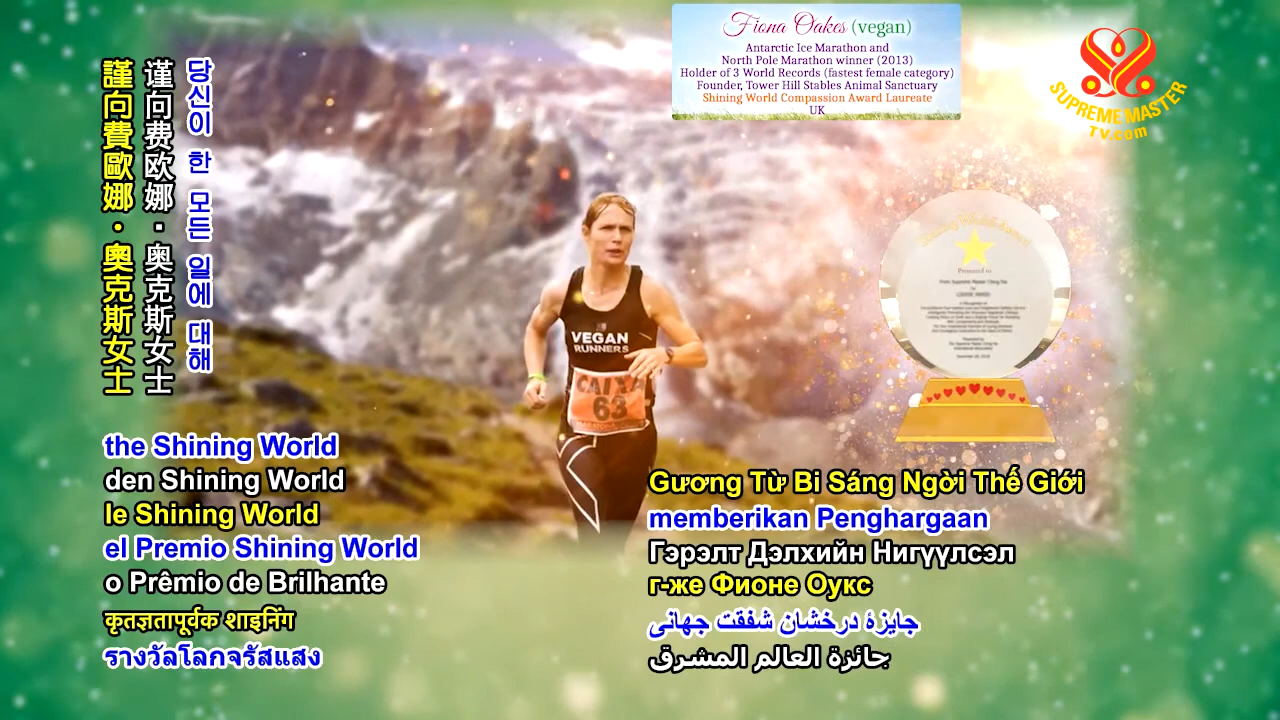 Fiona Oakes (vegan)
Antarctic Ice Marathon and
North Pole Marathon winner (2013)
Holder of 3 World Records (fastest female category)
Founder, Tower Hill Stables Animal Sanctuary
Shining World Compassion Award Laureate
UK
SUPREME MASTER
TV.com
謹向費歐娜·奧克斯女士
谨向费欧娜·奥克斯女士
당신이 한 모든 일에 대해
Presented to
VEGAN
RUNNERS
CAIXA
63
the Shining World
den Shining World
le Shining World
el Premio Shining World
o Prêmio de Brilhante
कृतज्ञतापूर्वक शाइनिंग
รางวัลโลกจรัสแสง
Gương Từ Bi Sáng Ngời Thế Giới
memberikan Penghargaan
Гэрэлт Дэлхийн Нигүүлсэл
г-же Фионе Оукс
جایزهٔ درخشان شفقت جهانی
جائزة العالم المشرق